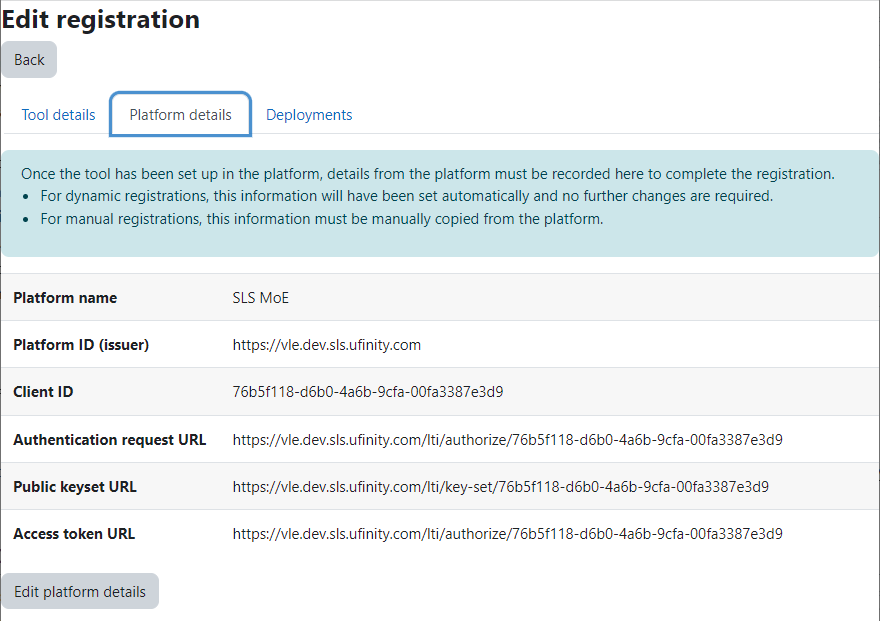 Edit registration
Back
Tool details Platform details Deployments
Once the tool has been set up in the platform, details from the platform must be recorded here to complete the registration.
• For dynamic registrations, this information will have been set automatically and no further changes are required.
• For manual registrations, this information must be manually copied from the platform.
Platform name SLS MoE
Platform ID (issuer) https://vle.dev.sls.ufinity.com
Client ID 76b5f118-d6b0-4a6b-9cfa-00fa3387e3d9
Authentication request URL https://vle.dev.sls.ufinity.com/lti/authorize/76b5f118-d6b0-4a6b-9cfa-00fa3387e3d9
Public keyset URL https://vle.dev.sls.ufinity.com/lti/key-set/76b5f118-d6b0-4a6b-9cfa-00fa3387e3d9
Access token URL https://vle.dev.sls.ufinity.com/lti/authorize/76b5f118-d6b0-4a6b-9cfa-00fa3387e3d9
Edit platform details